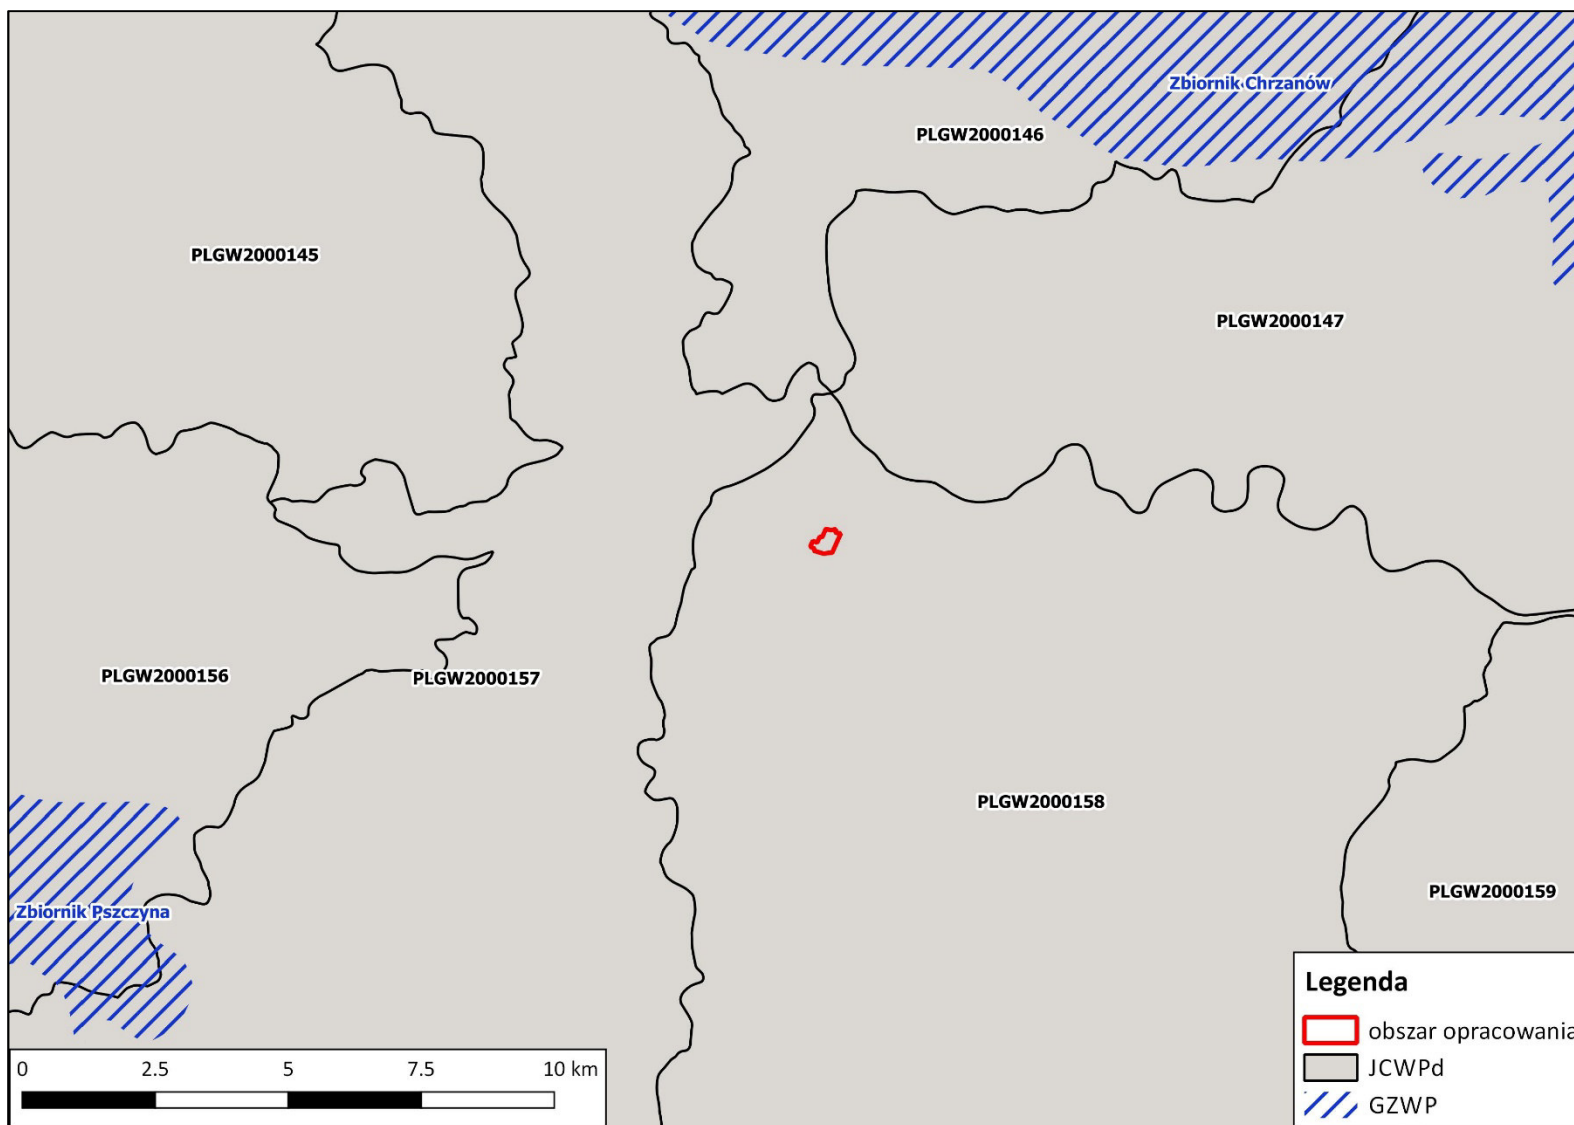 Zbiornik Chrzanów
PLGW2000146
PLGW2000145
PLGW2000147
PLGW2000156
PLGW2000157
PLGW2000158
PLGW2000159
Zbiornik Pszczyna
Legenda
obszar opracowania
JCWPd
GZWP
0 2.5 5 7.5 10 km